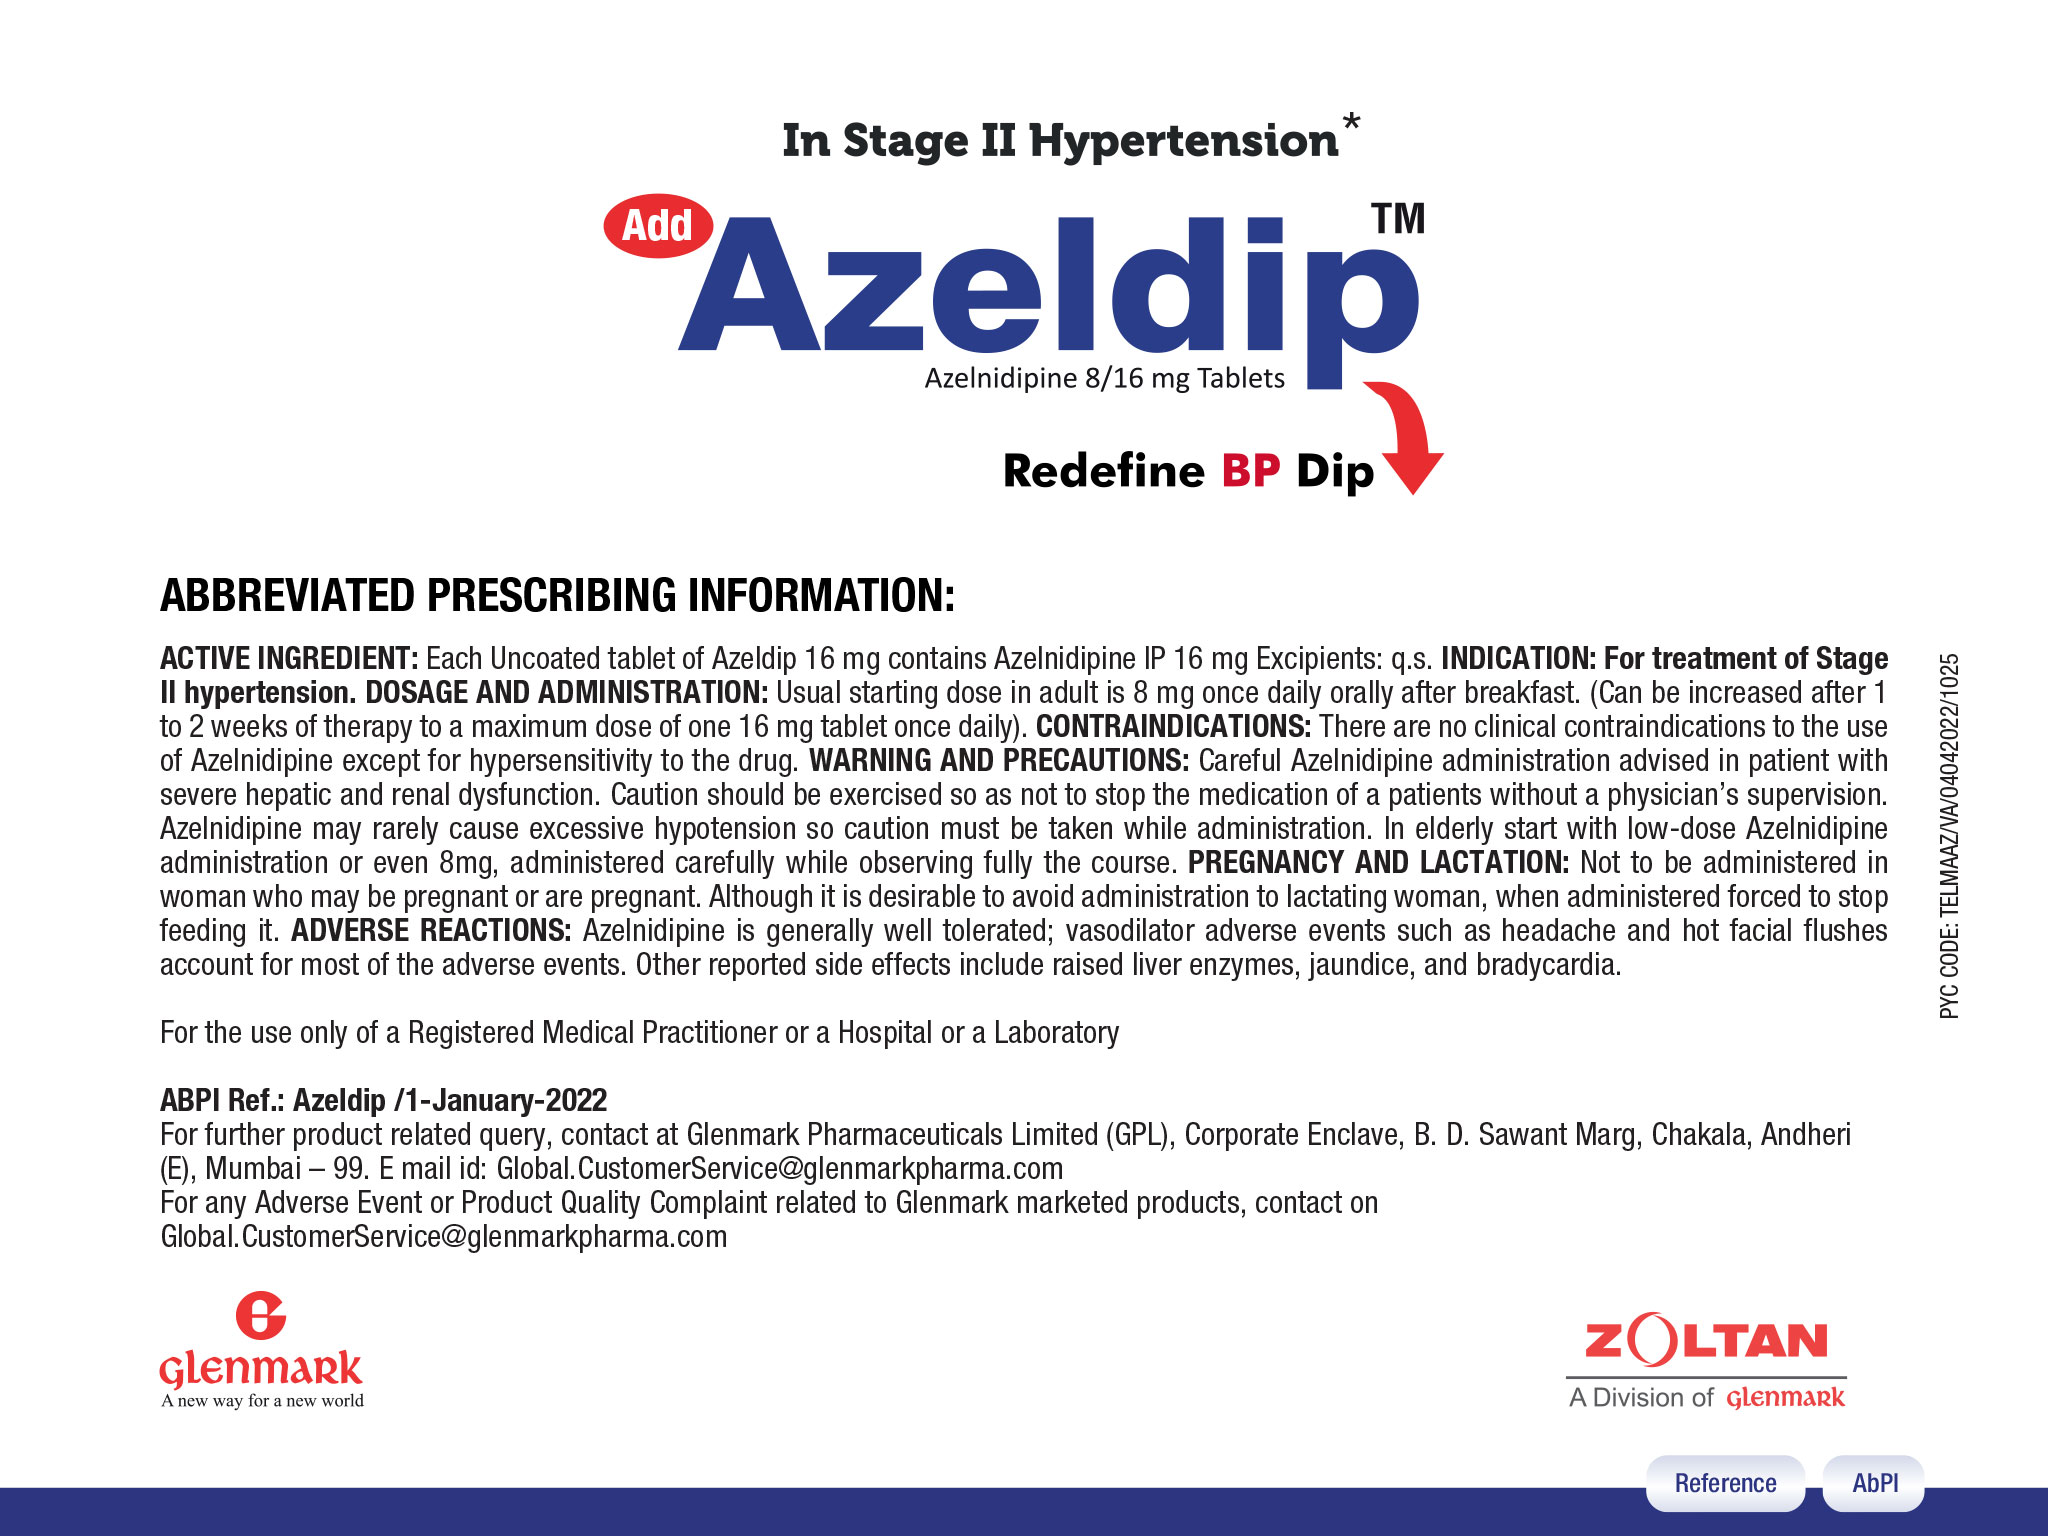 In Stage II Hypertension*
Add
Azeldip™
Azelnidipine 8/16 mg Tablets
Redefine BP Dip
ABBREVIATED PRESCRIBING INFORMATION:
ACTIVE INGREDIENT: Each Uncoated tablet of Azeldip 16 mg contains Azelnidipine IP 16 mg Excipients: q.s. INDICATION: For treatment of Stage
II hypertension. DOSAGE AND ADMINISTRATION: Usual starting dose in adult is 8 mg once daily orally after breakfast. (Can be increased after 1
to 2 weeks of therapy to a maximum dose of one 16 mg tablet once daily). CONTRAINDICATIONS: There are no clinical contraindications to the use
of Azelnidipine except for hypersensitivity to the drug. WARNING AND PRECAUTIONS: Careful Azelnidipine administration advised in patient with
severe hepatic and renal dysfunction. Caution should be exercised so as not to stop the medication of a patients without a physician's supervision.
Azelnidipine may rarely cause excessive hypotension so caution must be taken while administration. In elderly start with low-dose Azelnidipine
administration or even 8mg, administered carefully while observing fully the course. PREGNANCY AND LACTATION: Not to be administered in
woman who may be pregnant or are pregnant. Although it is desirable to avoid administration to lactating woman, when administered forced to stop
feeding it. ADVERSE REACTIONS: Azelnidipine is generally well tolerated; vasodilator adverse events such as headache and hot facial flushes
account for most of the adverse events. Other reported side effects include raised liver enzymes, jaundice, and bradycardia.
For the use only of a Registered Medical Practitioner or a Hospital or a Laboratory
ABPI Ref.: Azeldip /1-January-2022
For further product related query, contact at Glenmark Pharmaceuticals Limited (GPL), Corporate Enclave, B. D. Sawant Marg, Chakala, Andheri
(E), Mumbai – 99. E mail id: Global.CustomerService@glenmarkpharma.com
For any Adverse Event or Product Quality Complaint related to Glenmark marketed products, contact on
Global.CustomerService@glenmarkpharma.com
PYC CODE: TELMAAZ/VA/04042022/1025
glenmark
A new way for a new world
ZOLTAN
A Division of glenmark
Reference
AbPI